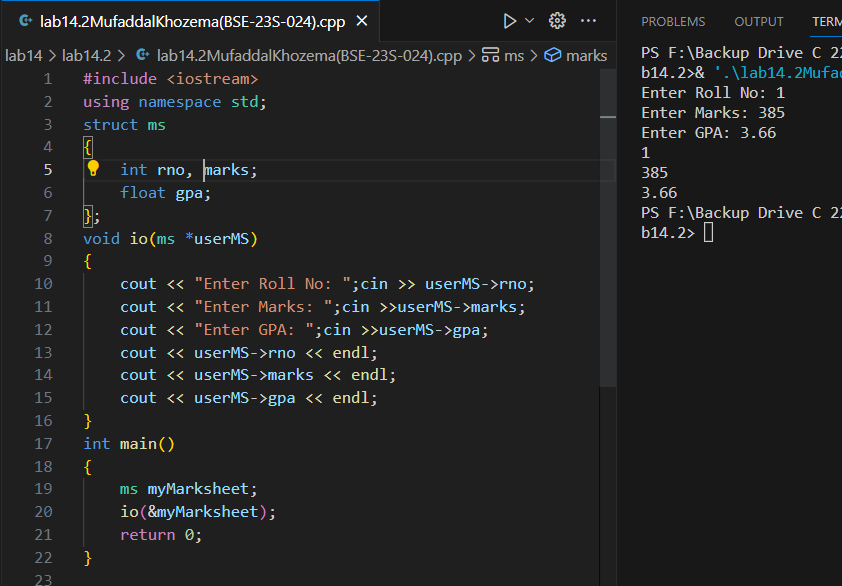 lab14.2MufaddalKhozema(BSE-23S-024).cpp
lab14 > lab14.2 > lab14.2MufaddalKhozema(BSE-23S-024).cpp > ms > marks
1 #include <iostream>
2 using namespace std;
3 struct ms
4 {
5 int rno, marks;
6 float gpa;
7 };
8 void io(ms *userMS)
9 {
10 cout << "Enter Roll No: ";cin >> userMS->rno;
11 cout << "Enter Marks: ";cin >>userMS->marks;
12 cout << "Enter GPA: ";cin >>userMS->gpa;
13 cout << userMS->rno << endl;
14 cout << userMS->marks << endl;
15 cout << userMS->gpa << endl;
16 }
17 int main()
18 {
19 ms myMarksheet;
20 io(&myMarksheet);
21 return 0;
22 }
23
PROBLEMS OUTPUT TERM
PS F:\Backup Drive C 22
b14.2>& '.\lab14.2Mufad
Enter Roll No: 1
Enter Marks: 385
Enter GPA: 3.66
1
385
3.66
PS F:\Backup Drive C 22
b14.2>